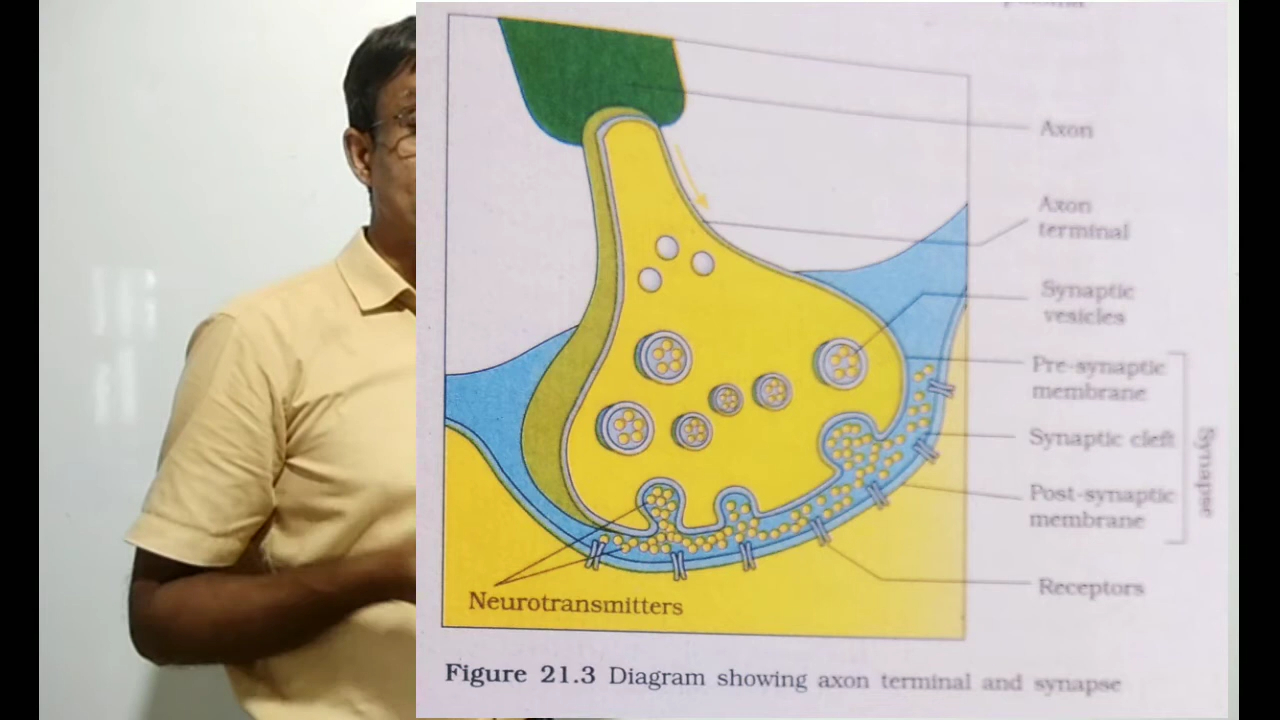 Axon
Axon
terminal
Synaptic
vesicles
Pre-synaptic
membrane
Synaptic cleft
Post-synaptic
membrane
Synapse
Receptors
Neurotransmitters
Figure 21.3 Diagram showing axon terminal and synapse